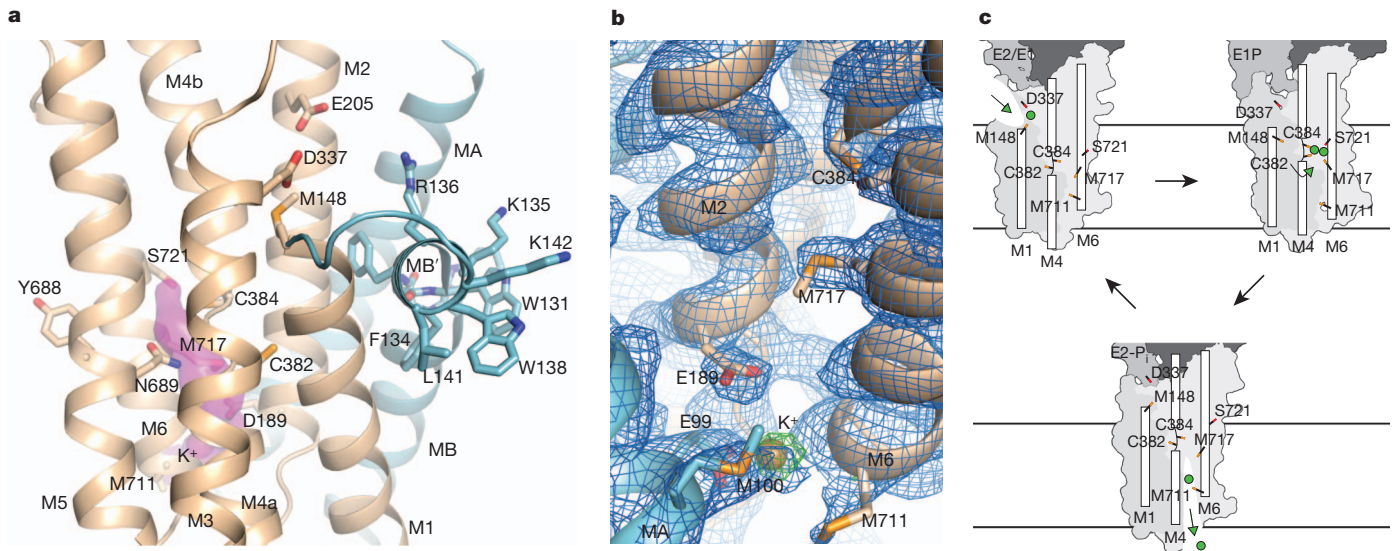 a
M4b
M2
E205
D337
MA
M148
R136
K135
K142
MB′
S721
Y688
C384
W131
M717
F134
C382
W138
N689
L141
D189
M6
MB
K⁺
M711
M5
M4a
M3
M1
b
C384
M2
M717
E189
E99
K⁺
M6
M100
MA
M711
c
E2/E1
D337
M148
C384
S721
C382
M717
M711
M1
M6
M4
E1P
D337
M148
C384
S721
C382
M717
M711
M1
M4
M6
E2-Pi
D337
M148
S721
C384
C382
M717
M711
M1
M6
M4